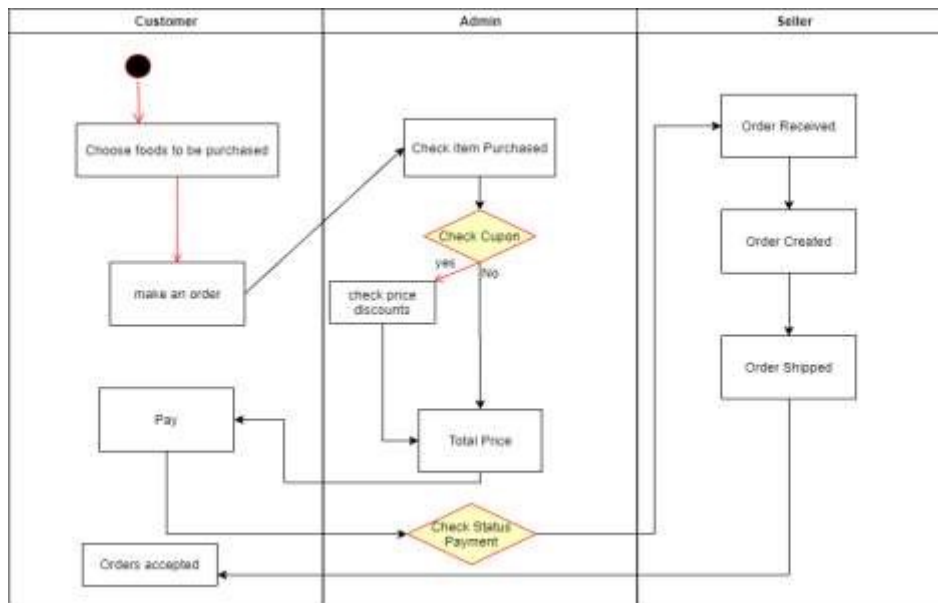 Customer
Admin
Seller
Choose foods to be purchased
make an order
Pay
Orders accepted
Check item Purchased
Check Cupon
yes
No
check price
discounts
Total Price
Check Status
Payment
Order Received
Order Created
Order Shipped